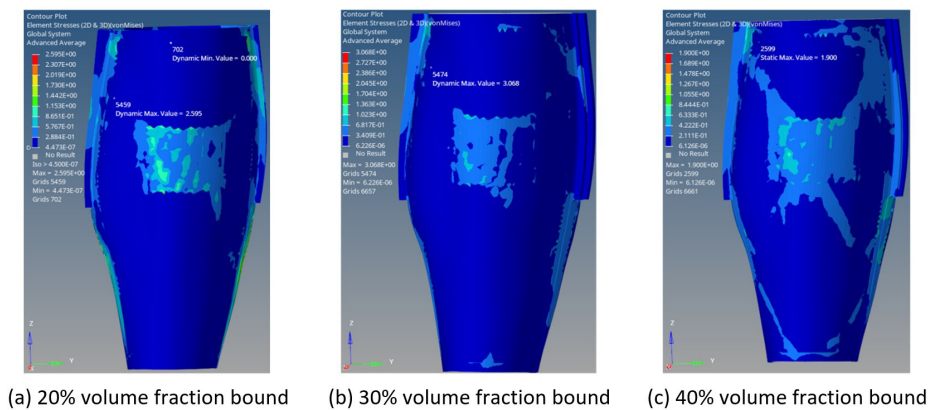 Contour Plot
Element Stresses (2D & 3D)(vonMises)
Global System
Advanced Average
2.595E+00
2.307E+00
2.019E+00
1.730E+00
1.442E+00
1.153E+00
8.651E-01
5.767E-01
2.884E-01
4.473E-07
No Result
Iso > 4.500E-07
Max = 2.595E+00
Grids 5459
Min = 4.473E-07
Grids 702
702
Dynamic Min. Value = 0.000
5459
Dynamic Max. Value = 2.595
Z
Y
Contour Plot
Element Stresses (2D & 3D)(vonMises)
Global System
Advanced Average
3.068E+00
2.727E+00
2.386E+00
2.045E+00
1.704E+00
1.363E+00
1.023E+00
6.817E-01
3.409E-01
6.226E-06
No Result
Max = 3.068E+00
Grids 5474
Min = 6.226E-06
Grids 6657
5474
Dynamic Max. Value = 3.068
Z
Y
Contour Plot
Element Stresses (2D & 3D)(vonMises)
Global System
Advanced Average
1.900E+00
1.689E+00
1.478E+00
1.267E+00
1.055E+00
8.444E-01
6.333E-01
4.222E-01
2.111E-01
6.126E-06
No Result
Max = 1.900E+00
Grids 2599
Min = 6.126E-06
Grids 6661
2599
Static Max. Value = 1.900
Z
Y
(a) 20% volume fraction bound
(b) 30% volume fraction bound
(c) 40% volume fraction bound